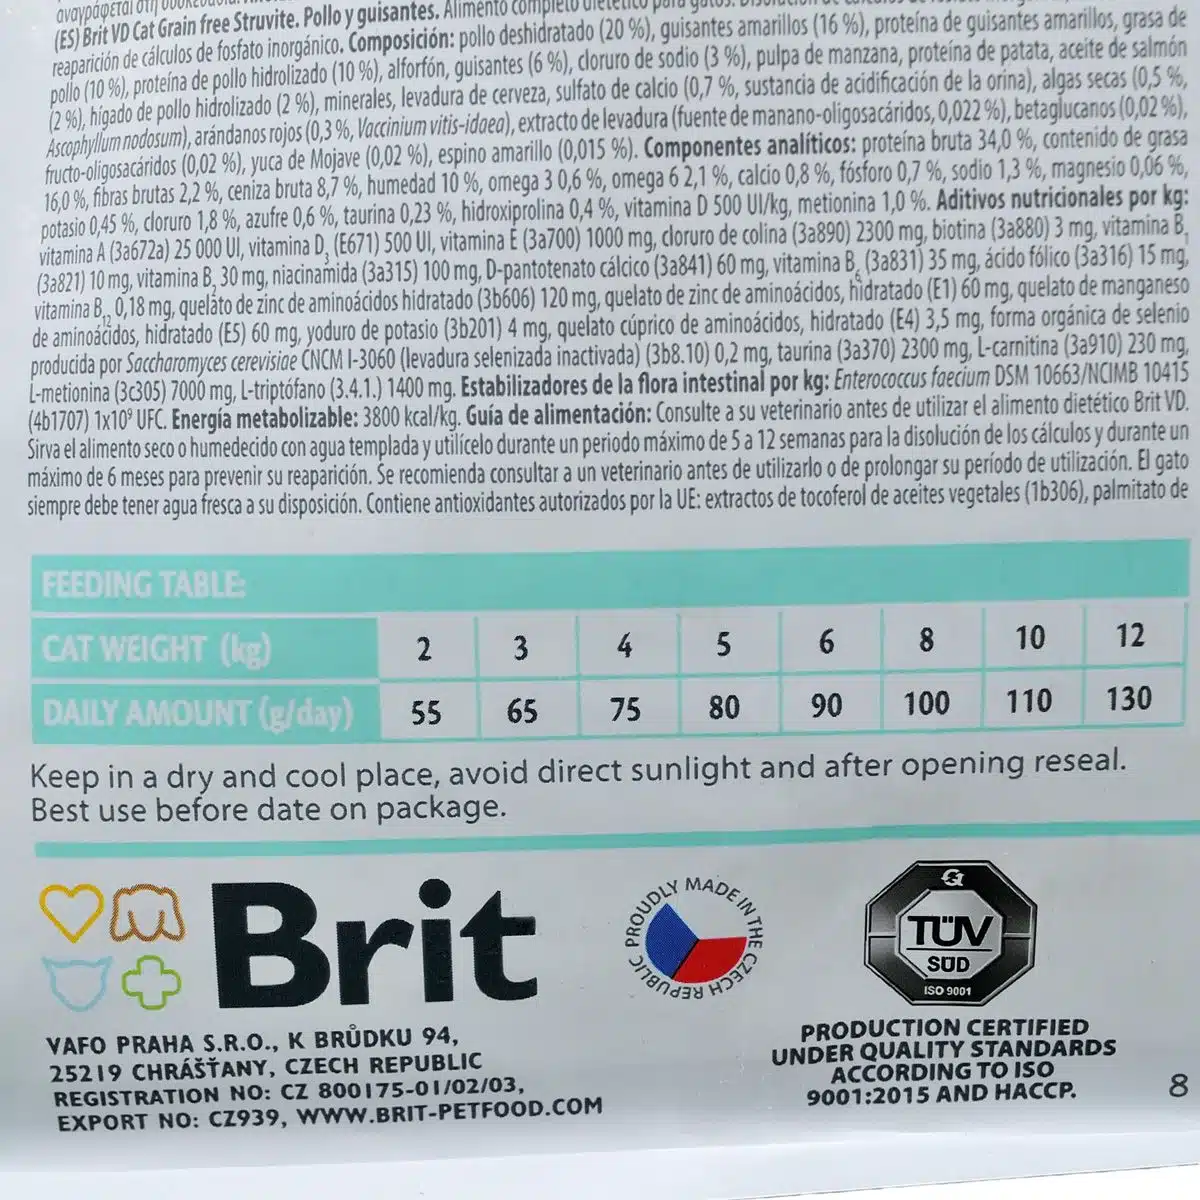 (ES) Brit VD Cat Grain free Struvite. Pollo y guisantes. Alimento completo dietético para gatos.
reaparición de cálculos de fosfato inorgánico. Composición: pollo deshidratado (20 %), guisantes amarillos (16 %), proteína de guisantes amarillos, grasa de
pollo (10 %), proteína de pollo hidrolizado (10 %), alforfón, guisantes (6 %), cloruro de sodio (3 %), pulpa de manzana, proteína de patata, aceite de salmón
(2 %), hígado de pollo hidrolizado (2 %), minerales, levadura de cerveza, sulfato de calcio (0,7 %, sustancia de acidificación de la orina), algas secas (0,5 %,
Ascophyllum nodosum), arándanos rojos (0,3 %, Vaccinium vitis-idaea), extracto de levadura (fuente de manano-oligosacáridos, 0,022 %), betaglucanos (0,02 %),
fructo-oligosacáridos (0,02 %), yuca de Mojave (0,02 %), espino amarillo (0,015 %). Componentes analíticos: proteína bruta 34,0 %, contenido de grasa
16,0 %, fibras brutas 2,2 %, ceniza bruta 8,7 %, humedad 10 %, omega 3 0,6 %, omega 6 2,1 %, calcio 0,8 %, fósforo 0,7 %, sodio 1,3 %, magnesio 0,06 %,
potasio 0,45 %, cloruro 1,8 %, azufre 0,6 %, taurina 0,23 %, hidroxiprolina 0,4 %, vitamina D 500 UI/kg, metionina 1,0 %. Aditivos nutricionales por kg:
vitamina A (3a672a) 25 000 UI, vitamina D₃ (E671) 500 UI, vitamina E (3a700) 1000 mg, cloruro de colina (3a890) 2300 mg, biotina (3a880) 3 mg, vitamina B₁
(3a821) 10 mg, vitamina B₂ 30 mg, niacinamida (3a315) 100 mg, D-pantotenato cálcico (3a841) 60 mg, vitamina B₆ (3a831) 35 mg, ácido fólico (3a316) 15 mg,
vitamina B₁₂ 0,18 mg, quelato de zinc de aminoácidos hidratado (3b606) 120 mg, quelato de zinc de aminoácidos, hidratado (E1) 60 mg, quelato de manganeso
de aminoácidos, hidratado (E5) 60 mg, yoduro de potasio (3b201) 4 mg, quelato cúprico de aminoácidos, hidratado (E4) 3,5 mg, forma orgánica de selenio
producida por Saccharomyces cerevisiae CNCM I-3060 (levadura selenizada inactivada) (3b8.10) 0,2 mg, taurina (3a370) 2300 mg, L-carnitina (3a910) 230 mg,
L-metionina (3c305) 7000 mg, L-triptófano (3.4.1.) 1400 mg. Estabilizadores de la flora intestinal por kg: Enterococcus faecium DSM 10663/NCIMB 10415
(4b1707) 1x10⁹ UFC. Energía metabolizable: 3800 kcal/kg. Guía de alimentación: Consulte a su veterinario antes de utilizar el alimento dietético Brit VD.
Sirva el alimento seco o humedecido con agua templada y utilícelo durante un periodo máximo de 5 a 12 semanas para la disolución de los cálculos y durante un
máximo de 6 meses para prevenir su reaparición. Se recomienda consultar a un veterinario antes de utilizarlo o de prolongar su período de utilización. El gato
siempre debe tener agua fresca a su disposición. Contiene antioxidantes autorizados por la UE: extractos de tocoferol de aceites vegetales (1b306), palmitato de
FEEDING TABLE:
CAT WEIGHT (kg) 2 3 4 5 6 8 10 12
DAILY AMOUNT (g/day) 55 65 75 80 90 100 110 130
Keep in a dry and cool place, avoid direct sunlight and after opening reseal.
Best use before date on package.
Brit
PROUDLY MADE IN THE CZECH REPUBLIC
TÜV
SÜD
ISO 9001
VAFO PRAHA S.R.O., K BRŮDKU 94,
25219 CHRÁŠŤANY, CZECH REPUBLIC
REGISTRATION NO: CZ 800175-01/02/03,
EXPORT NO: CZ939, WWW.BRIT-PETFOOD.COM
PRODUCTION CERTIFIED
UNDER QUALITY STANDARDS
ACCORDING TO ISO
9001:2015 AND HACCP.
8